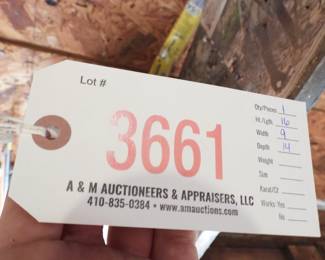 Lot #
3661
A & M AUCTIONEERS & APPRAISERS, LLC
410-835-0384 • www.amauctions.com
Qty/Pieces 1
Ht./Lgth 16
Width 9
Depth 14
Weight
Size
Karat/Ct
Works Yes
No